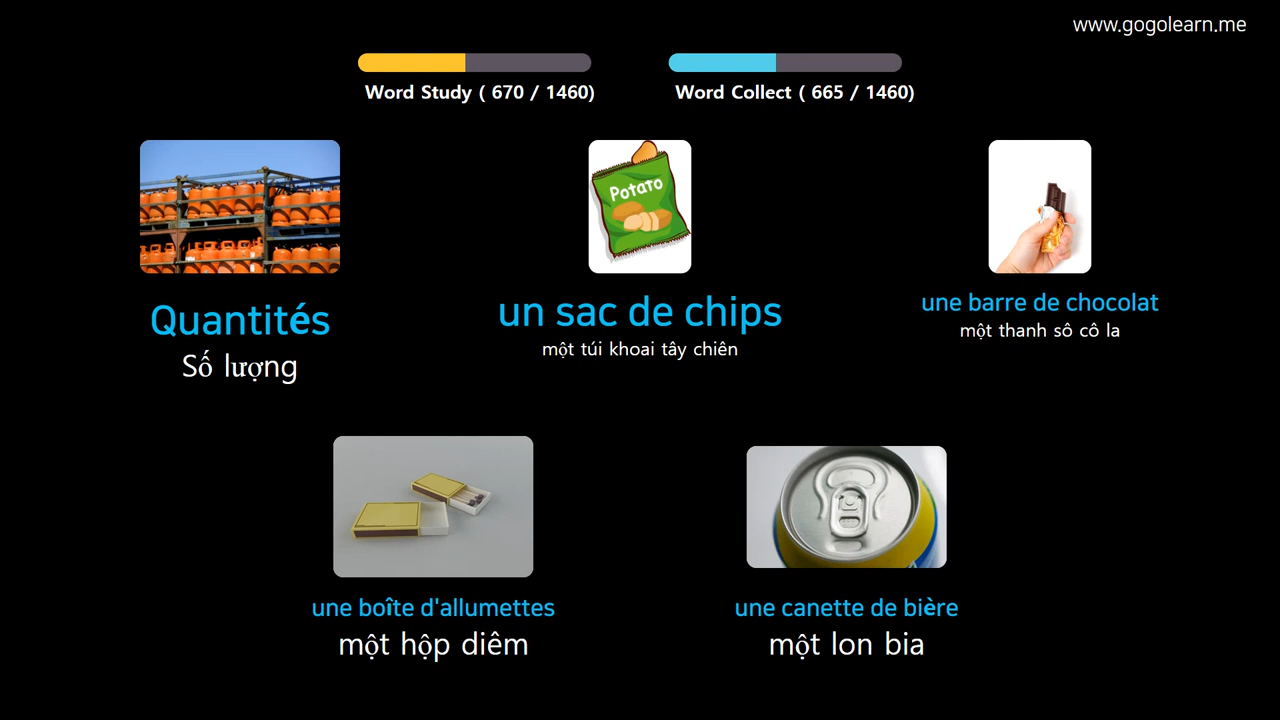 www.gogolearn.me
Word Study ( 670 / 1460)
Word Collect ( 665 / 1460)
Potato
Quantités
Số lượng
un sac de chips
một túi khoai tây chiên
une barre de chocolat
một thanh sô cô la
une boîte d'allumettes
một hộp diêm
une canette de bière
một lon bia